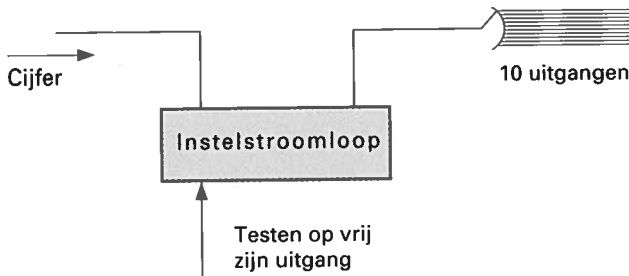 Cijfer
10 uitgangen
Instelstroomloop
Testen op vrij
zijn uitgang